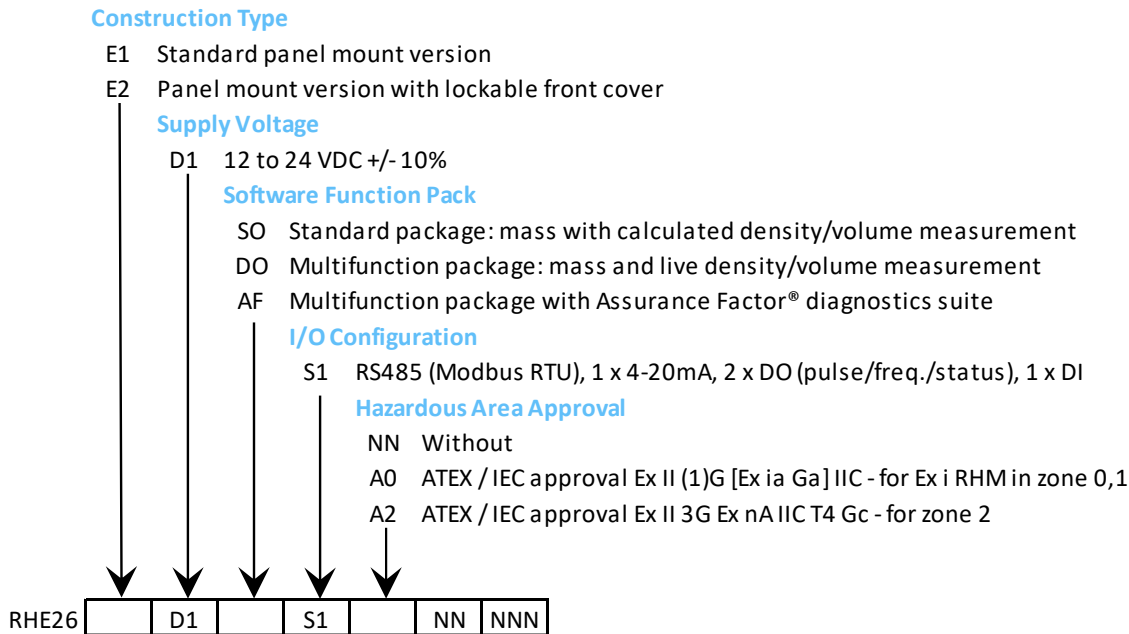 Construction Type
E1 Standard panel mount version
E2 Panel mount version with lockable front cover
Supply Voltage
D1 12 to 24 VDC +/- 10%
Software Function Pack
SO Standard package: mass with calculated density/volume measurement
DO Multifunction package: mass and live density/volume measurement
AF Multifunction package with Assurance Factor® diagnostics suite
I/O Configuration
S1 RS485 (Modbus RTU), 1 x 4-20mA, 2 x DO (pulse/freq./status), 1 x DI
Hazardous Area Approval
NN Without
A0 ATEX / IEC approval Ex II (1)G [Ex ia Ga] IIC - for Ex i RHM in zone 0,1
A2 ATEX / IEC approval Ex II 3G Ex nA IIC T4 Gc - for zone 2
RHE26 D1 S1 NN NNN